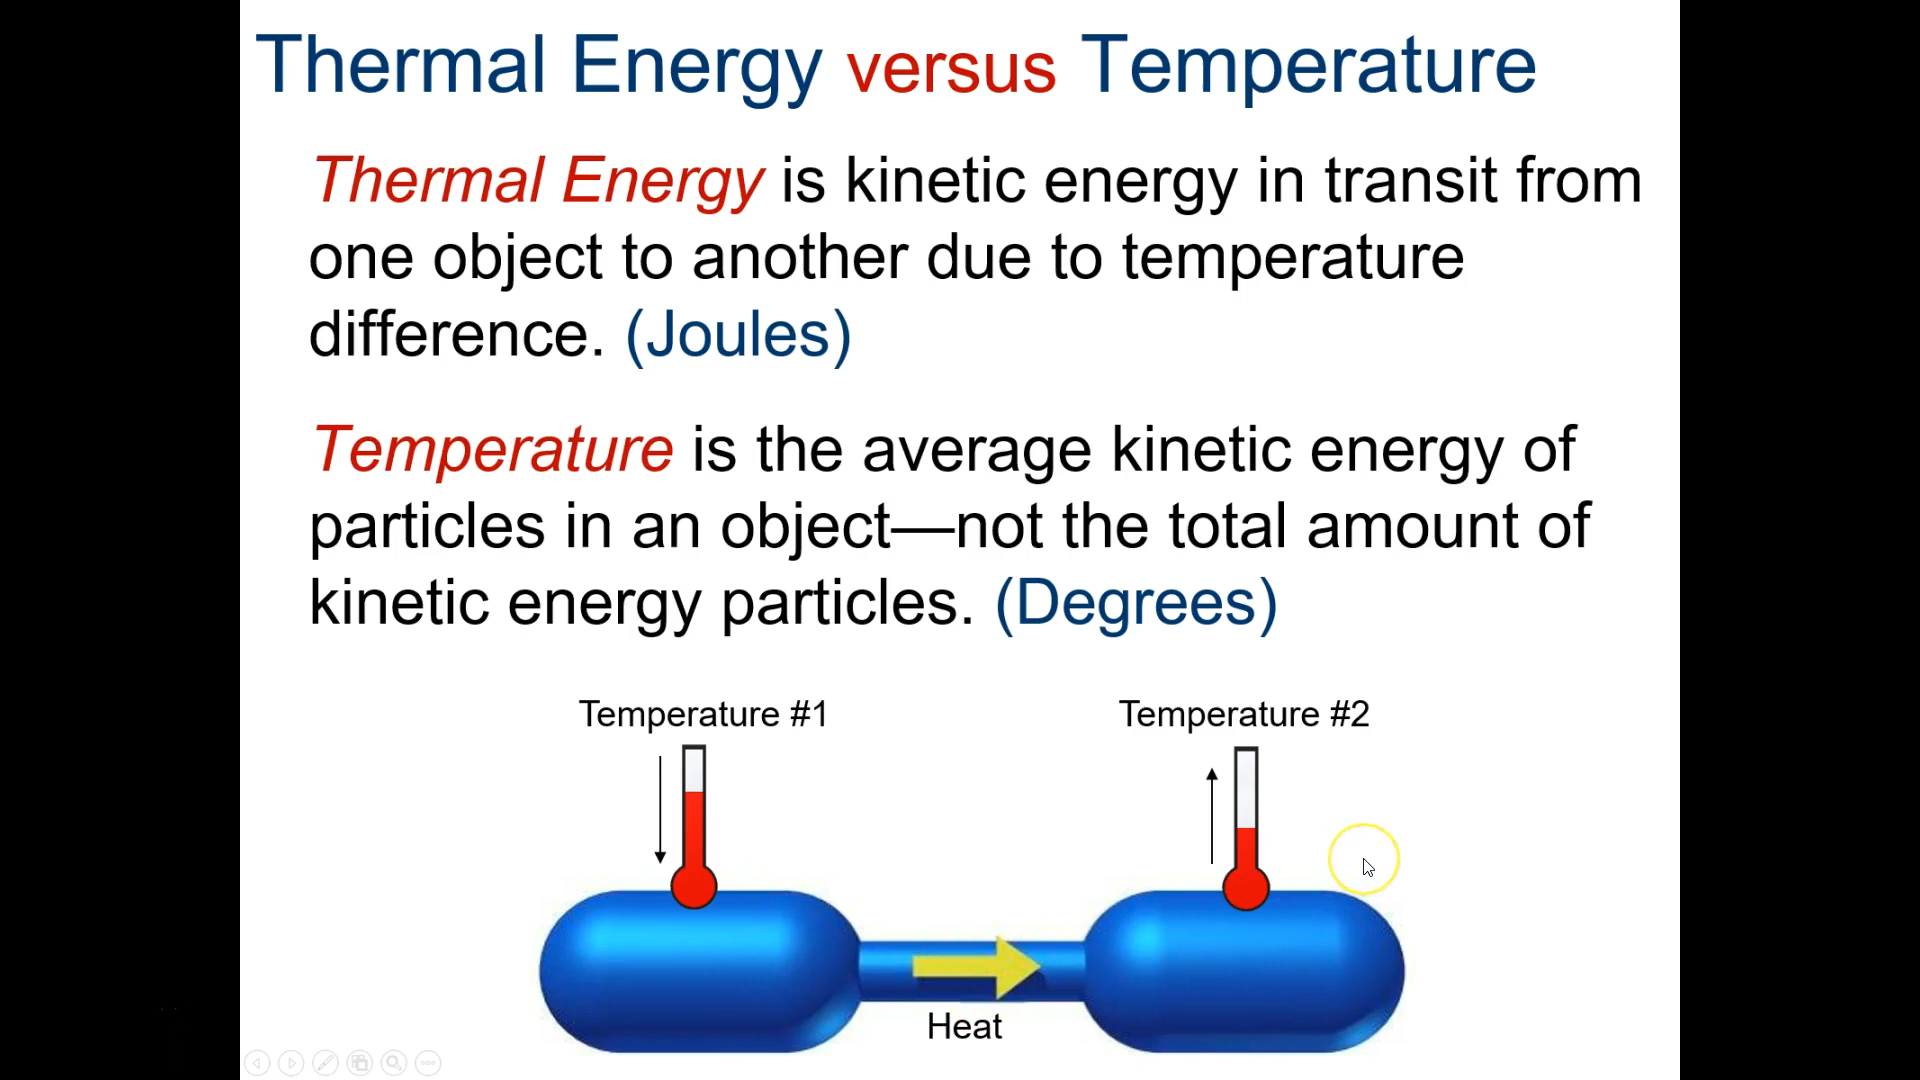 Thermal Energy versus Temperature
Thermal Energy is kinetic energy in transit from
one object to another due to temperature
difference. (Joules)
Temperature is the average kinetic energy of
particles in an object—not the total amount of
kinetic energy particles. (Degrees)
Temperature #1
Temperature #2
Heat